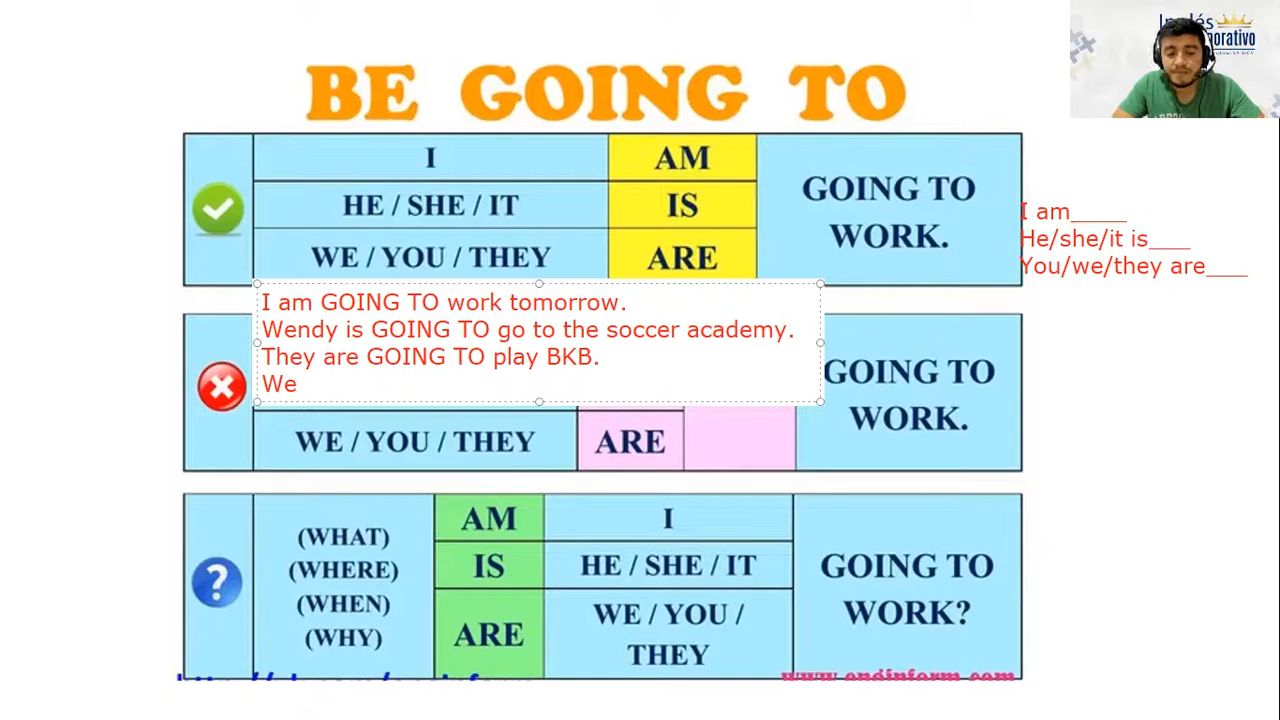 BE GOING TO
I
AM
HE / SHE / IT
IS
WE / YOU / THEY
ARE
GOING TO
WORK.
I am____
He/she/it is___
You/we/they are___
I am GOING TO work tomorrow.
Wendy is GOING TO go to the soccer academy.
They are GOING TO play BKB.
We
WE / YOU / THEY
ARE
GOING TO
WORK.
(WHAT)
(WHERE)
(WHEN)
(WHY)
AM
I
IS
HE / SHE / IT
ARE
WE / YOU /
THEY
GOING TO
WORK?